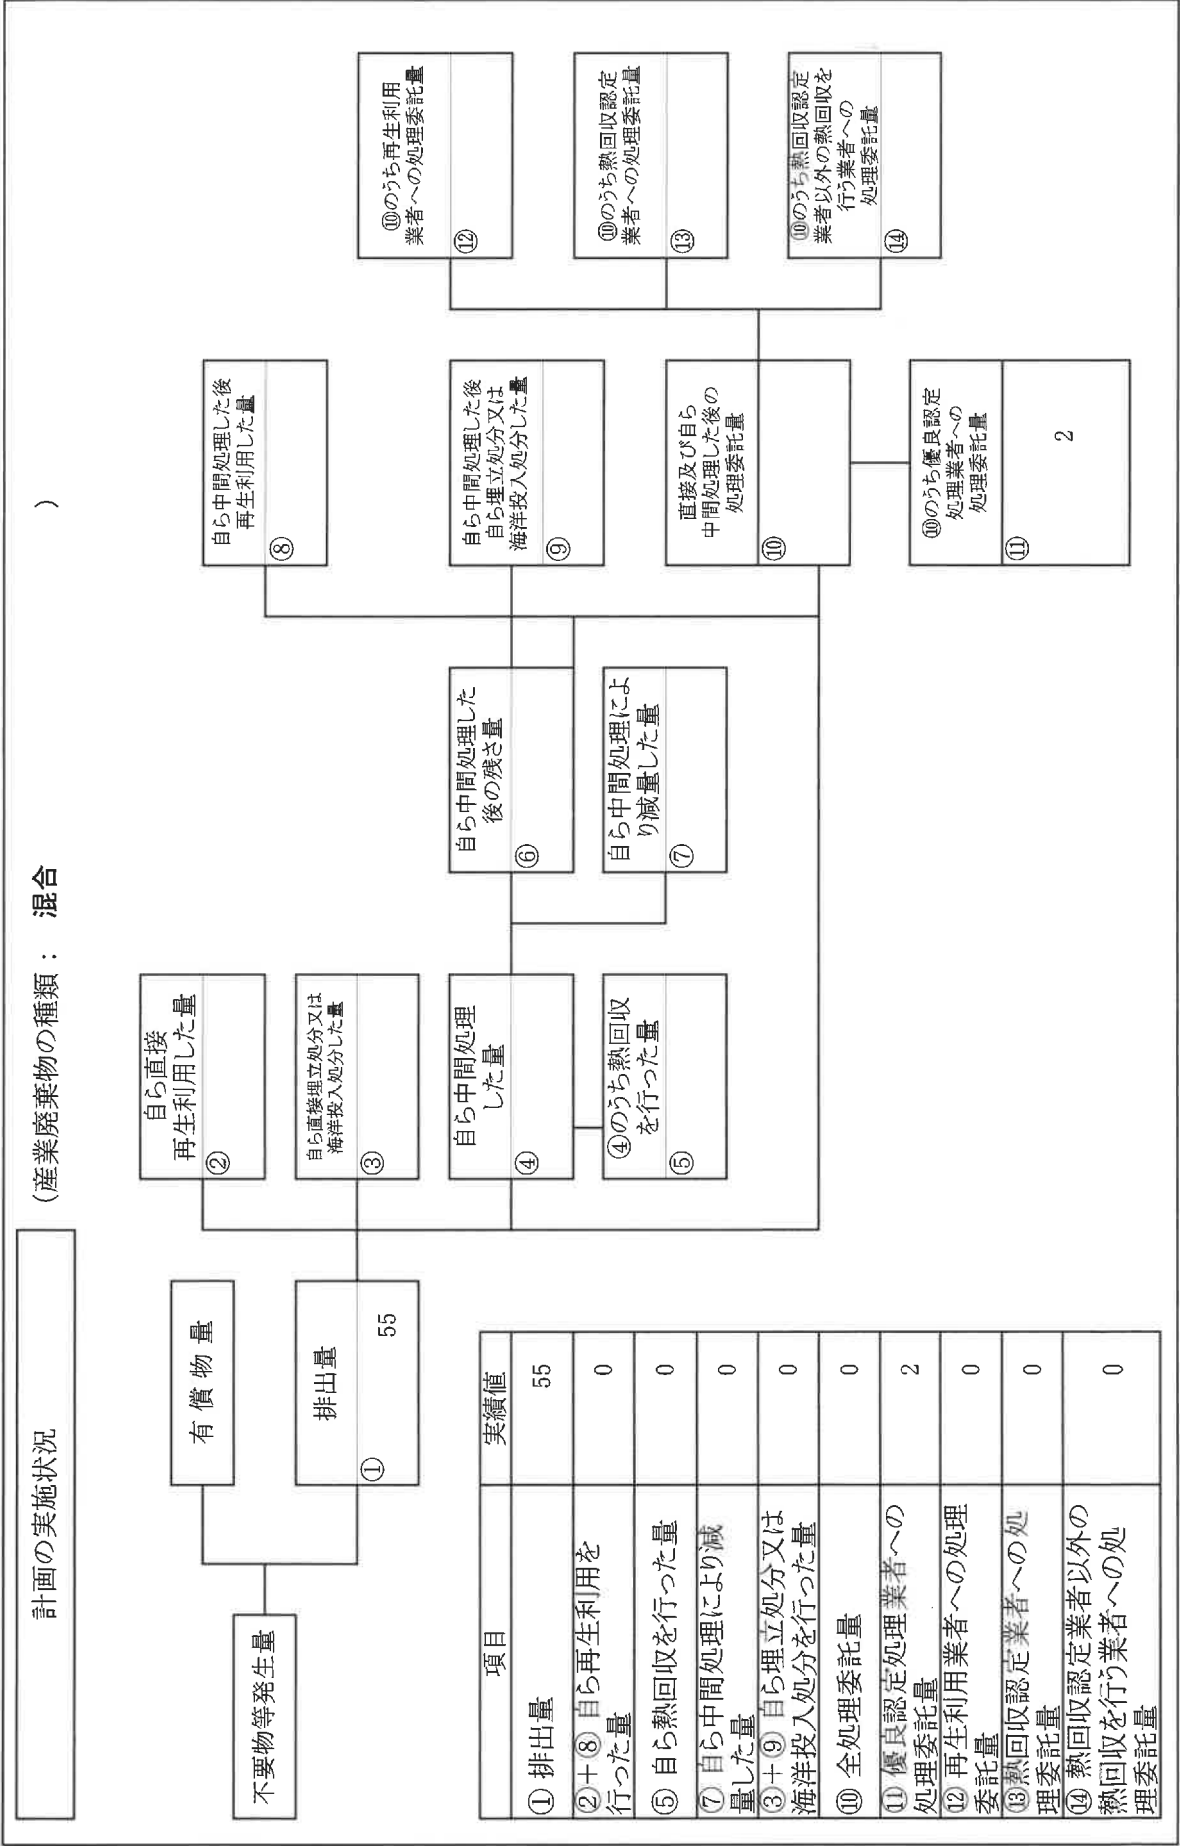 計画の実施状況
(産業廃棄物の種類： 混合 )
不要物等発生量
有償物量
排出量
① 55
自ら直接
再生利用した量
②
自ら直接埋立処分又は
海洋投入処分した量
③
自ら中間処理
した量
④
④のうち熱回収
を行った量
⑤
自ら中間処理した
後の残さ量
⑥
自ら中間処理によ
り減量した量
⑦
自ら中間処理した後
再生利用した量
⑧
自ら中間処理した後
自ら埋立処分又は
海洋投入処分した量
⑨
直接及び自ら
中間処理した後の
処理委託量
⑩
⑩のうち優良認定
処理業者への
処理委託量
⑪ 2
⑩のうち再生利用
業者への処理委託量
⑫
⑩のうち熱回収認定
業者への処理委託量
⑬
⑩のうち熱回収認定
業者以外の熱回収を
行う業者への
処理委託量
⑭
項目 実績値
① 排出量 55
②＋⑧ 自ら再生利用を
行った量 0
⑤ 自ら熱回収を行った量 0
⑦ 自ら中間処理により減
量した量 0
③＋⑨ 自ら埋立処分又は
海洋投入処分を行った量 0
⑩ 全処理委託量 0
⑪ 優良認定処理業者への
処理委託量 2
⑫ 再生利用業者への処理
委託量 0
⑬熱回収認定業者への処
理委託量 0
⑭ 熱回収認定業者以外の
熱回収を行う業者への処
理委託量 0